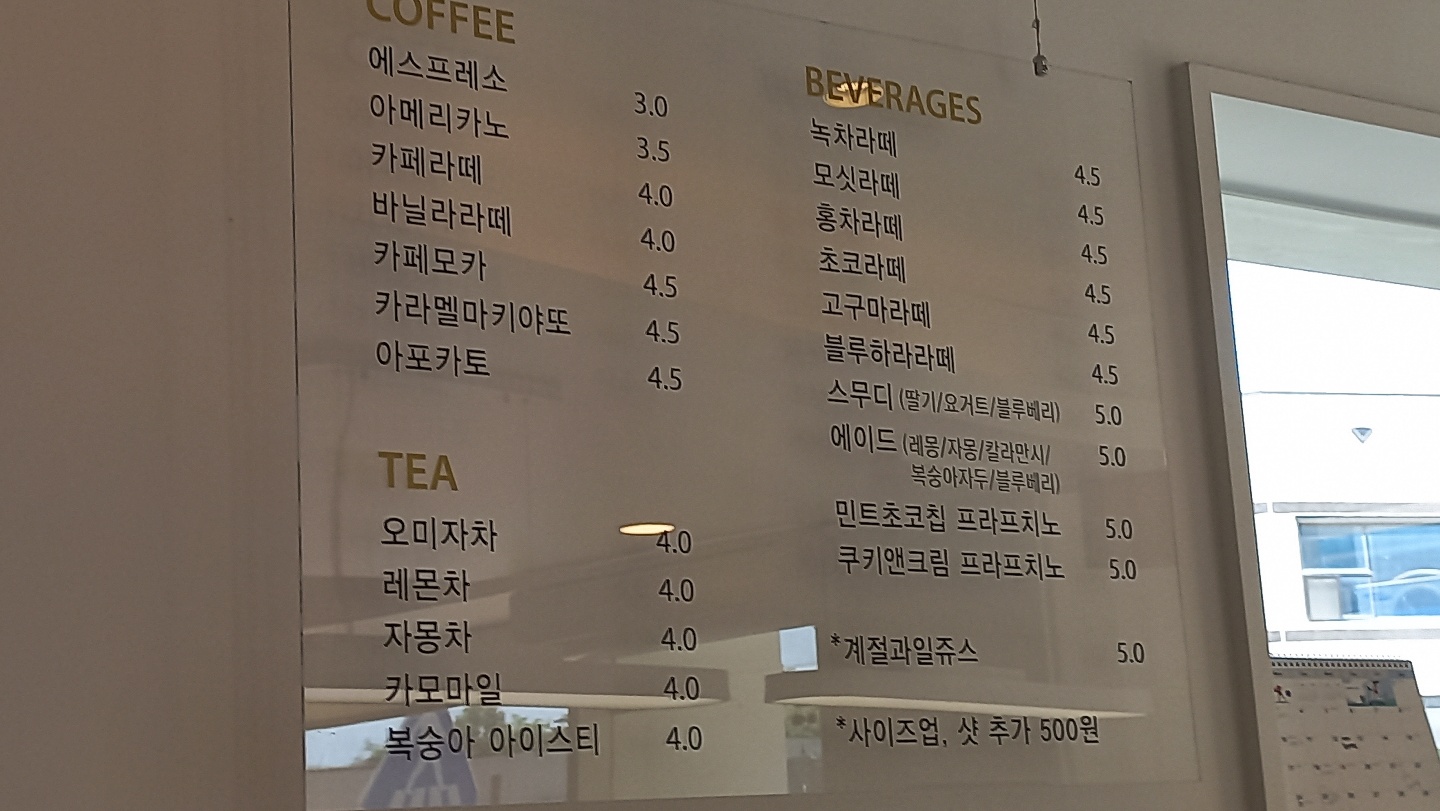 COFFEE
에스프레소 3.0
아메리카노 3.5
카페라떼 4.0
바닐라라떼 4.0
카페모카 4.5
카라멜마키야또 4.5
아포카토 4.5
TEA
오미자차 4.0
레몬차 4.0
자몽차 4.0
카모마일 4.0
복숭아 아이스티 4.0
BEVERAGES
녹차라떼 4.5
모싯라떼 4.5
홍차라떼 4.5
초코라떼 4.5
고구마라떼 4.5
블루하라라떼 4.5
스무디 (딸기/요거트/블루베리) 5.0
에이드 (레몽/자몽/칼라만시/ 5.0
복숭아자두/블루베리)
민트초코칩 프라프치노 5.0
쿠키앤크림 프라프치노 5.0
*계절과일쥬스 5.0
*사이즈업, 샷 추가 500원